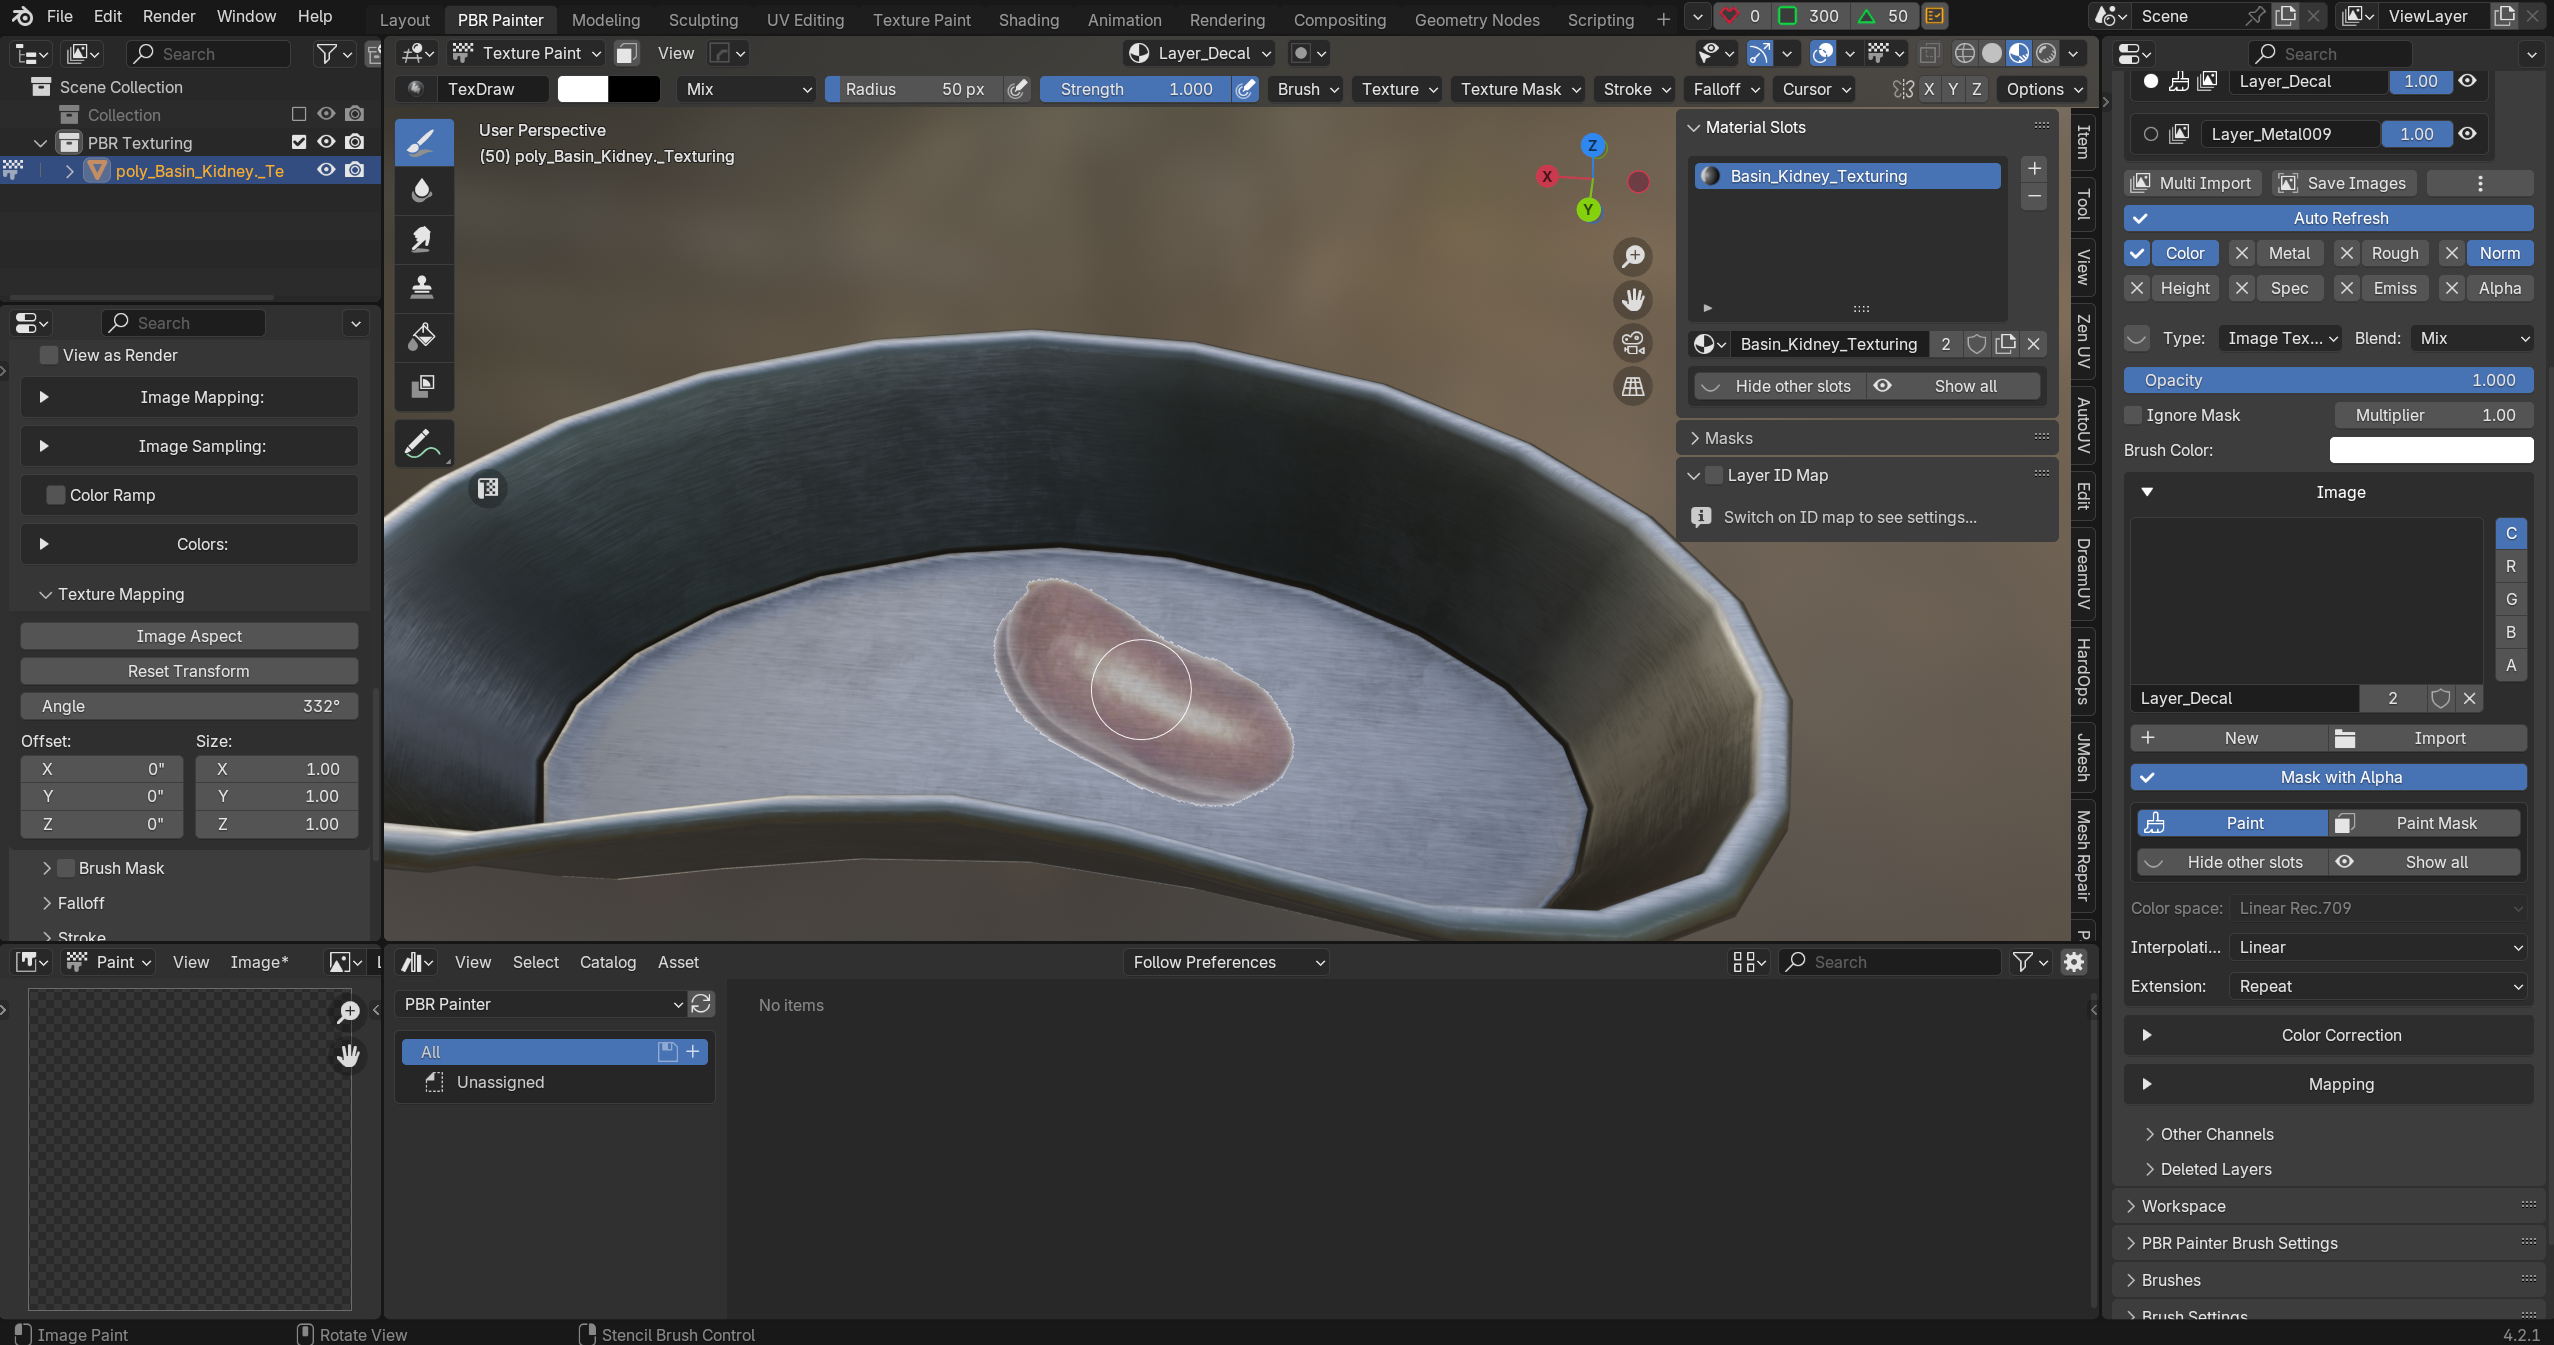 File Edit Render Window Help Layout PBR Painter Modeling Sculpting UV Editing Texture Paint Shading Animation Rendering Compositing Geometry Nodes Scripting 0 300 50 Scene ViewLayer
Search
Scene Collection
Collection
PBR Texturing
poly_Basin_Kidney._Te
Search
View as Render
Image Mapping:
Image Sampling:
Color Ramp
Colors:
Texture Mapping
Image Aspect
Reset Transform
Angle 332°
Offset: Size:
X 0" X 1.00
Y 0" Y 1.00
Z 0" Z 1.00
Brush Mask
Falloff
Stroke
Paint View Image*
Texture Paint View Layer_Decal
TexDraw Mix Radius 50 px Strength 1.000 Brush Texture Texture Mask Stroke Falloff Cursor X Y Z Options
User Perspective
(50) poly_Basin_Kidney._Texturing
Z
X
Y
Material Slots
Basin_Kidney_Texturing
Basin_Kidney_Texturing 2
Hide other slots Show all
Masks
Layer ID Map
Switch on ID map to see settings...
Item
Tool
View
Zen UV
AutoUV
Edit
DreamUV
HardOps
JMesh
Mesh Repair
P
View Select Catalog Asset Follow Preferences Search
PBR Painter
No items
All
Unassigned
Search
Layer_Decal 1.00
Layer_Metal009 1.00
Multi Import Save Images
Auto Refresh
Color Metal Rough Norm
Height Spec Emiss Alpha
Type: Image Tex... Blend: Mix
Opacity 1.000
Ignore Mask Multiplier 1.00
Brush Color:
Image
C
R
G
B
A
Layer_Decal 2
New Import
Mask with Alpha
Paint Paint Mask
Hide other slots Show all
Color space: Linear Rec.709
Interpolati... Linear
Extension: Repeat
Color Correction
Mapping
Other Channels
Deleted Layers
Workspace
PBR Painter Brush Settings
Brushes
Brush Settings
Image Paint Rotate View Stencil Brush Control 4.2.1